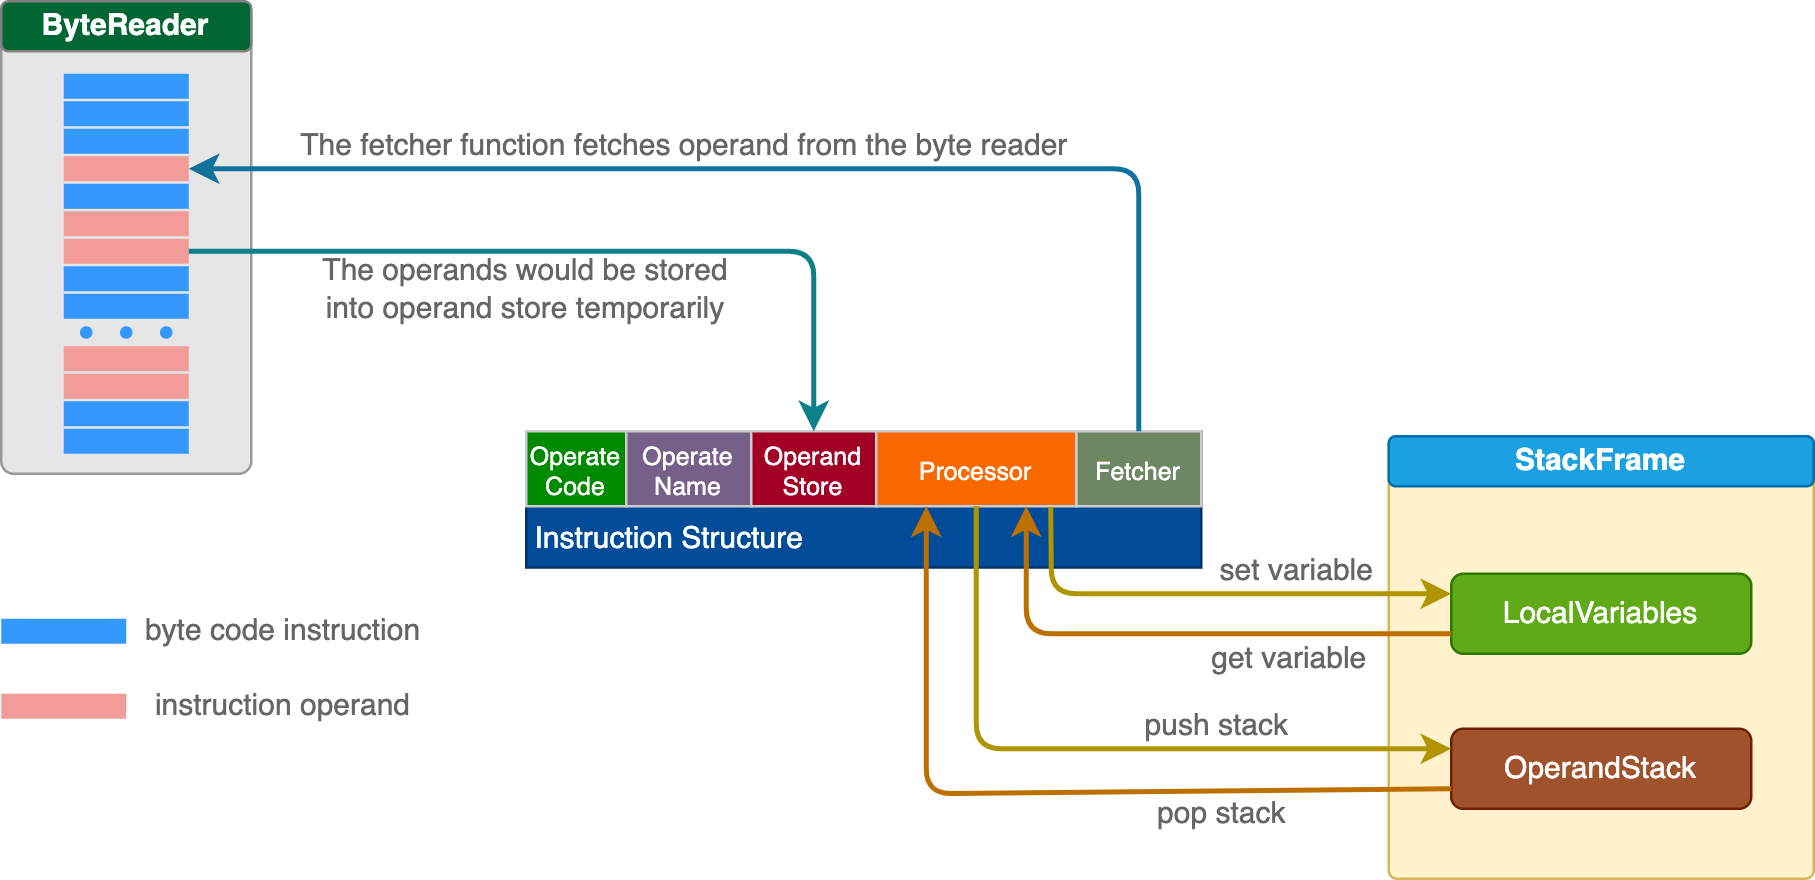 ByteReader
The fetcher function fetches operand from the byte reader
The operands would be stored
into operand store temporarily
Operate
Code
Operate
Name
Operand
Store
Processor
Fetcher
Instruction Structure
StackFrame
set variable
LocalVariables
get variable
push stack
OperandStack
pop stack
byte code instruction
instruction operand